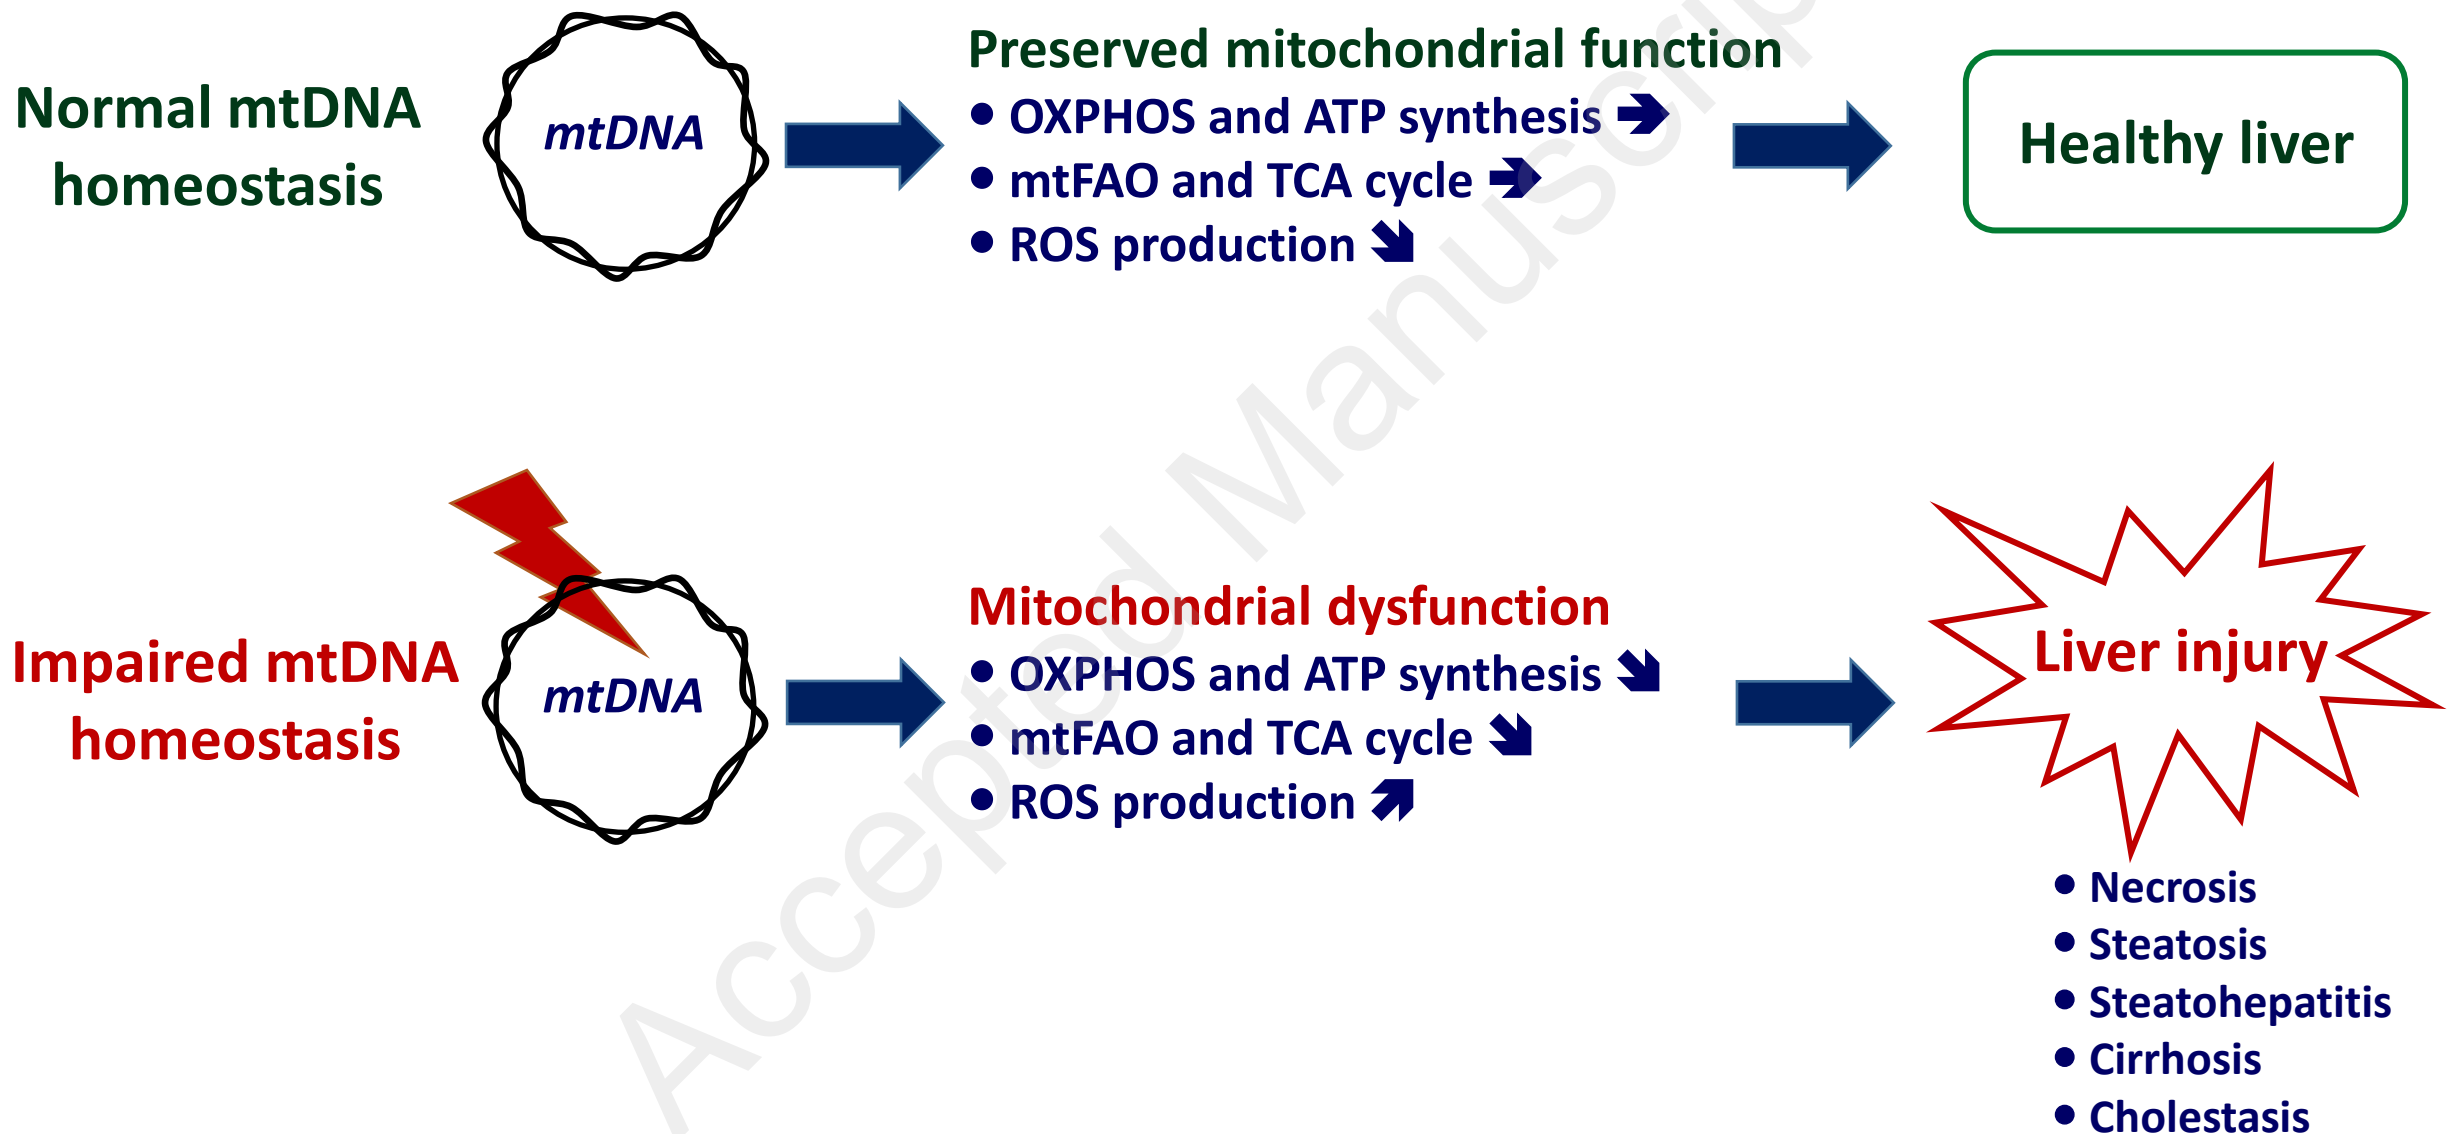 Normal mtDNA
homeostasis
mtDNA
Preserved mitochondrial function
• OXPHOS and ATP synthesis ➔
• mtFAO and TCA cycle ➔
• ROS production ⬊
Healthy liver
Impaired mtDNA
homeostasis
mtDNA
Mitochondrial dysfunction
• OXPHOS and ATP synthesis ⬊
• mtFAO and TCA cycle ⬊
• ROS production ⬈
Liver injury
• Necrosis
• Steatosis
• Steatohepatitis
• Cirrhosis
• Cholestasis
Accepted Manuscrip